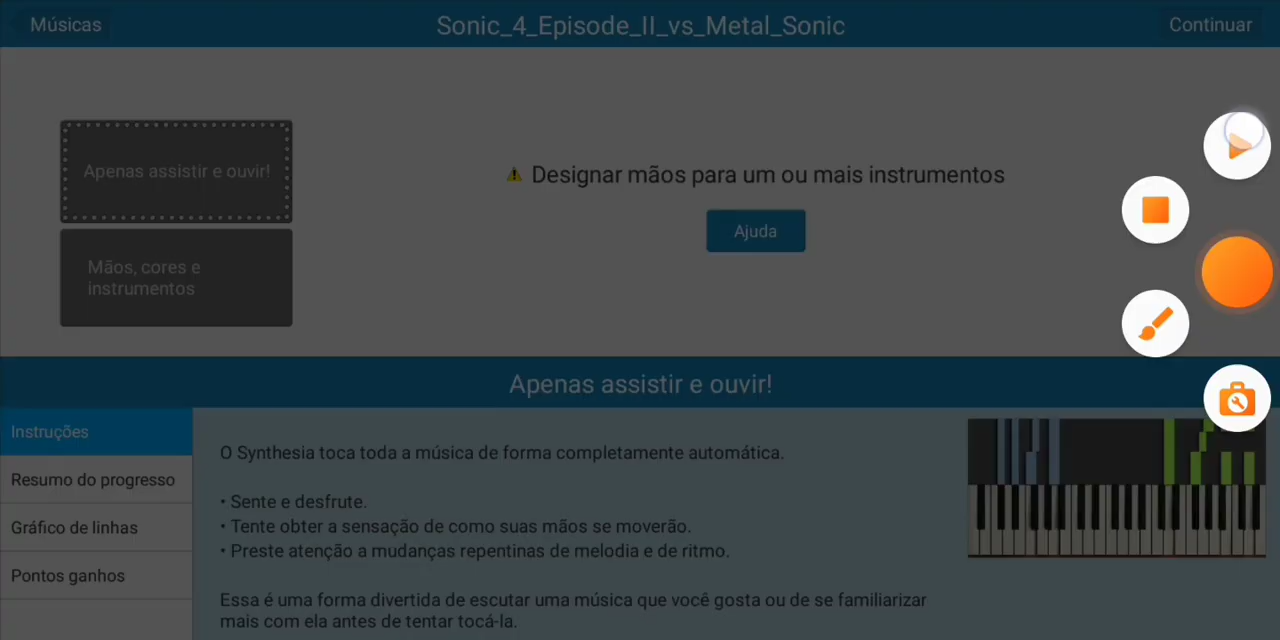 Músicas
Sonic_4_Episode_II_vs_Metal_Sonic
Continuar
Apenas assistir e ouvir!
Designar mãos para um ou mais instrumentos
Ajuda
Mãos, cores e
instrumentos
Apenas assistir e ouvir!
Instruções
Resumo do progresso
Gráfico de linhas
Pontos ganhos
O Synthesia toca toda a música de forma completamente automática.
• Sente e desfrute.
• Tente obter a sensação de como suas mãos se moverão.
• Preste atenção a mudanças repentinas de melodia e de ritmo.
Essa é uma forma divertida de escutar uma música que você gosta ou de se familiarizar
mais com ela antes de tentar tocá-la.